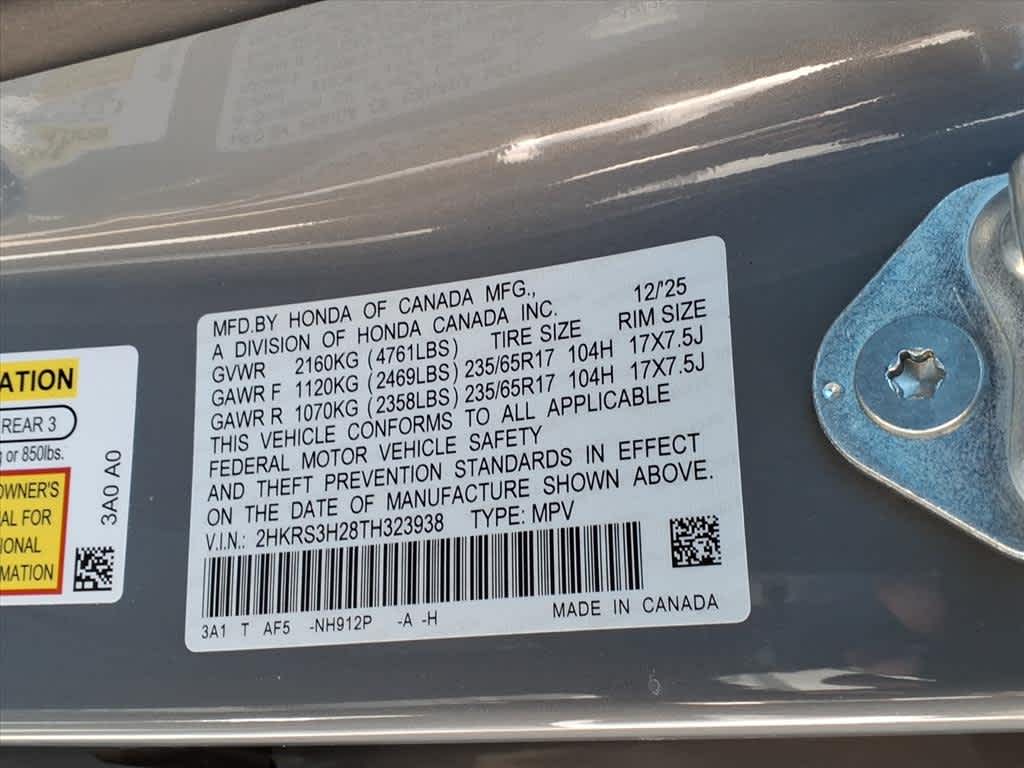 MFD.BY HONDA OF CANADA MFG., 12/'25
A DIVISION OF HONDA CANADA INC.
GVWR 2160KG (4761LBS) TIRE SIZE RIM SIZE
GAWR F 1120KG (2469LBS) 235/65R17 104H 17X7.5J
GAWR R 1070KG (2358LBS) 235/65R17 104H 17X7.5J
THIS VEHICLE CONFORMS TO ALL APPLICABLE
FEDERAL MOTOR VEHICLE SAFETY
AND THEFT PREVENTION STANDARDS IN EFFECT
ON THE DATE OF MANUFACTURE SHOWN ABOVE.
V.I.N.: 2HKRS3H28TH323938 TYPE: MPV
3A1 T AF5 -NH912P -A -H MADE IN CANADA
ATION
REAR 3
or 850lbs.
OWNER'S
AL FOR
IONAL
MATION
3A0 A0